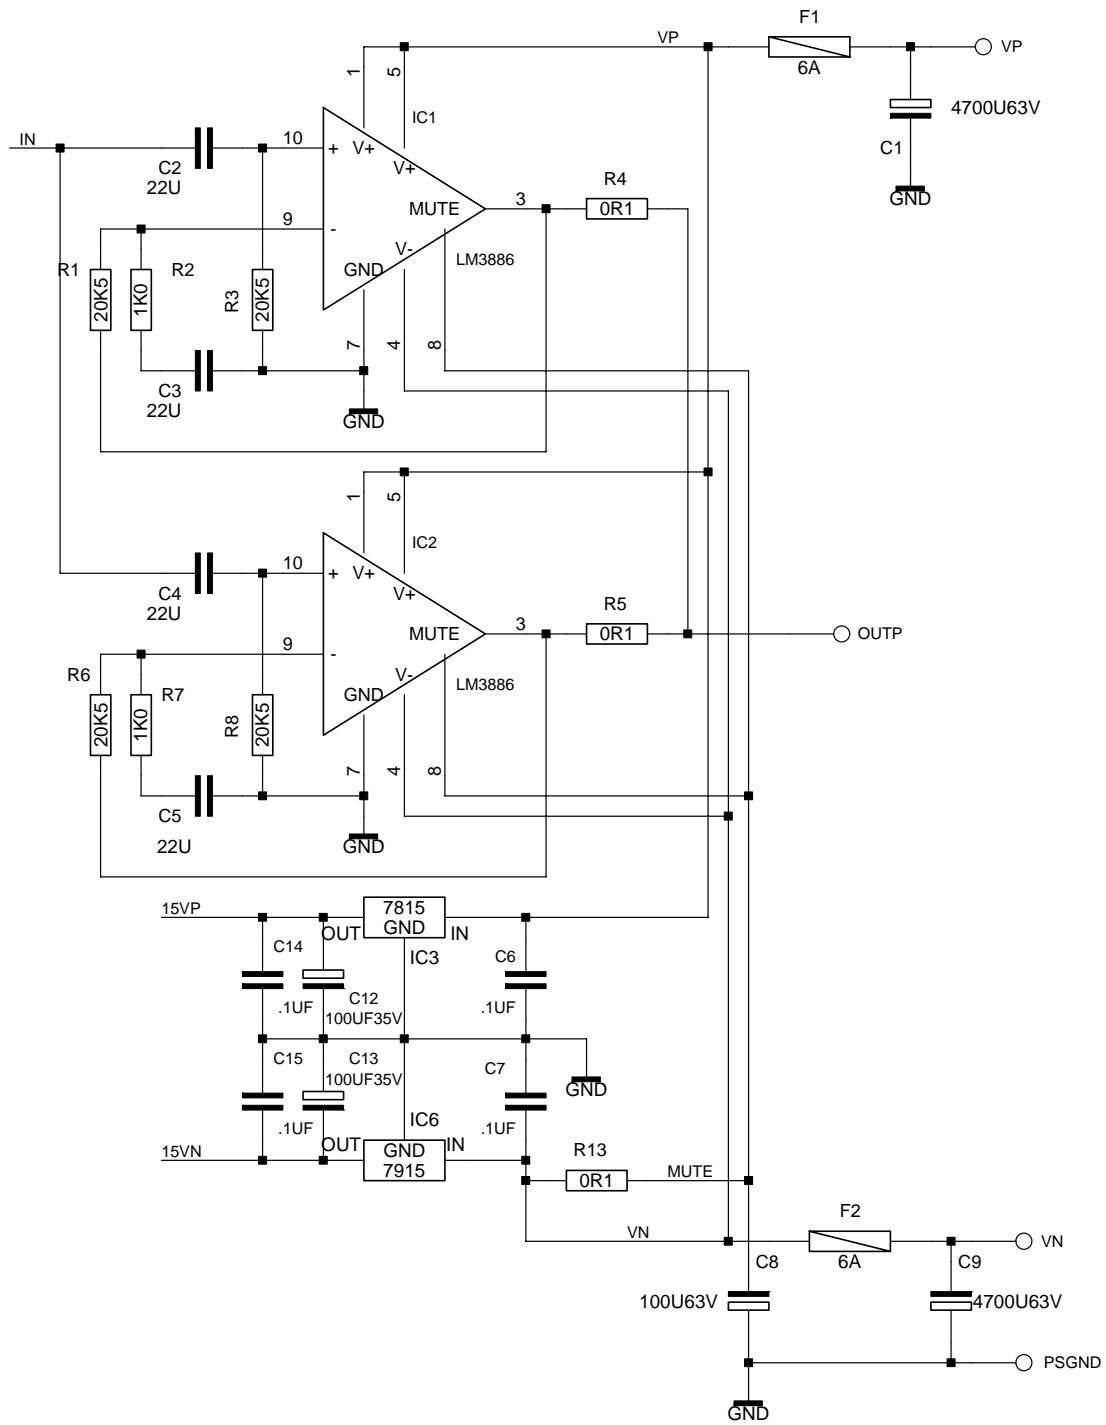 F1
VP
VP
6A
1
5
4700U63V
IC1
IN
10
+
V+
C1
C2
22U
V+
R4
GND
MUTE
3
0R1
9
-
V-
R1
R2
GND
LM3886
20K5
1K0
R3
20K5
7
4
8
C3
22U
GND
1
5
IC2
10
+
V+
C4
22U
V+
R5
MUTE
3
0R1
OUTP
9
-
R6
R7
V-
GND
LM3886
20K5
1K0
R8
20K5
7
4
8
C5
22U
GND
15VP
7815
OUT
GND
IN
C14
IC3
C6
.1UF
C12
100UF35V
.1UF
C15
C13
100UF35V
C7
GND
.1UF
IC6
.1UF
15VN
OUT
GND
IN
7915
R13
0R1
MUTE
F2
VN
VN
6A
C8
C9
100U63V
4700U63V
PSGND
GND